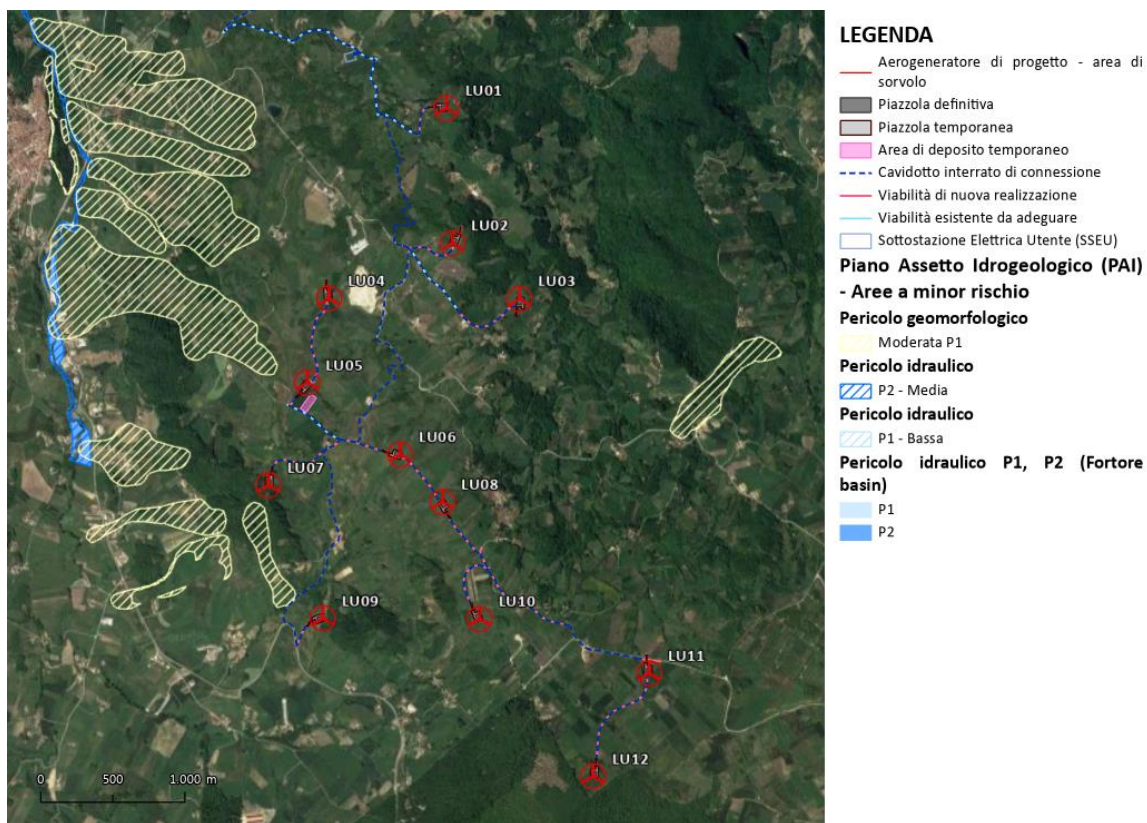 LU01
LU02
LU04
LU03
LU05
LU06
LU07
LU08
LU09
LU10
LU11
LU12
0 500 1.000 m
LEGENDA
Aerogeneratore di progetto - area di
sorvolo
Piazzola definitiva
Piazzola temporanea
Area di deposito temporaneo
Cavidotto interrato di connessione
Viabilità di nuova realizzazione
Viabilità esistente da adeguare
Sottostazione Elettrica Utente (SSEU)
Piano Assetto Idrogeologico (PAI)
- Aree a minor rischio
Pericolo geomorfologico
Moderata P1
Pericolo idraulico
P2 - Media
Pericolo idraulico
P1 - Bassa
Pericolo idraulico P1, P2 (Fortore
basin)
P1
P2